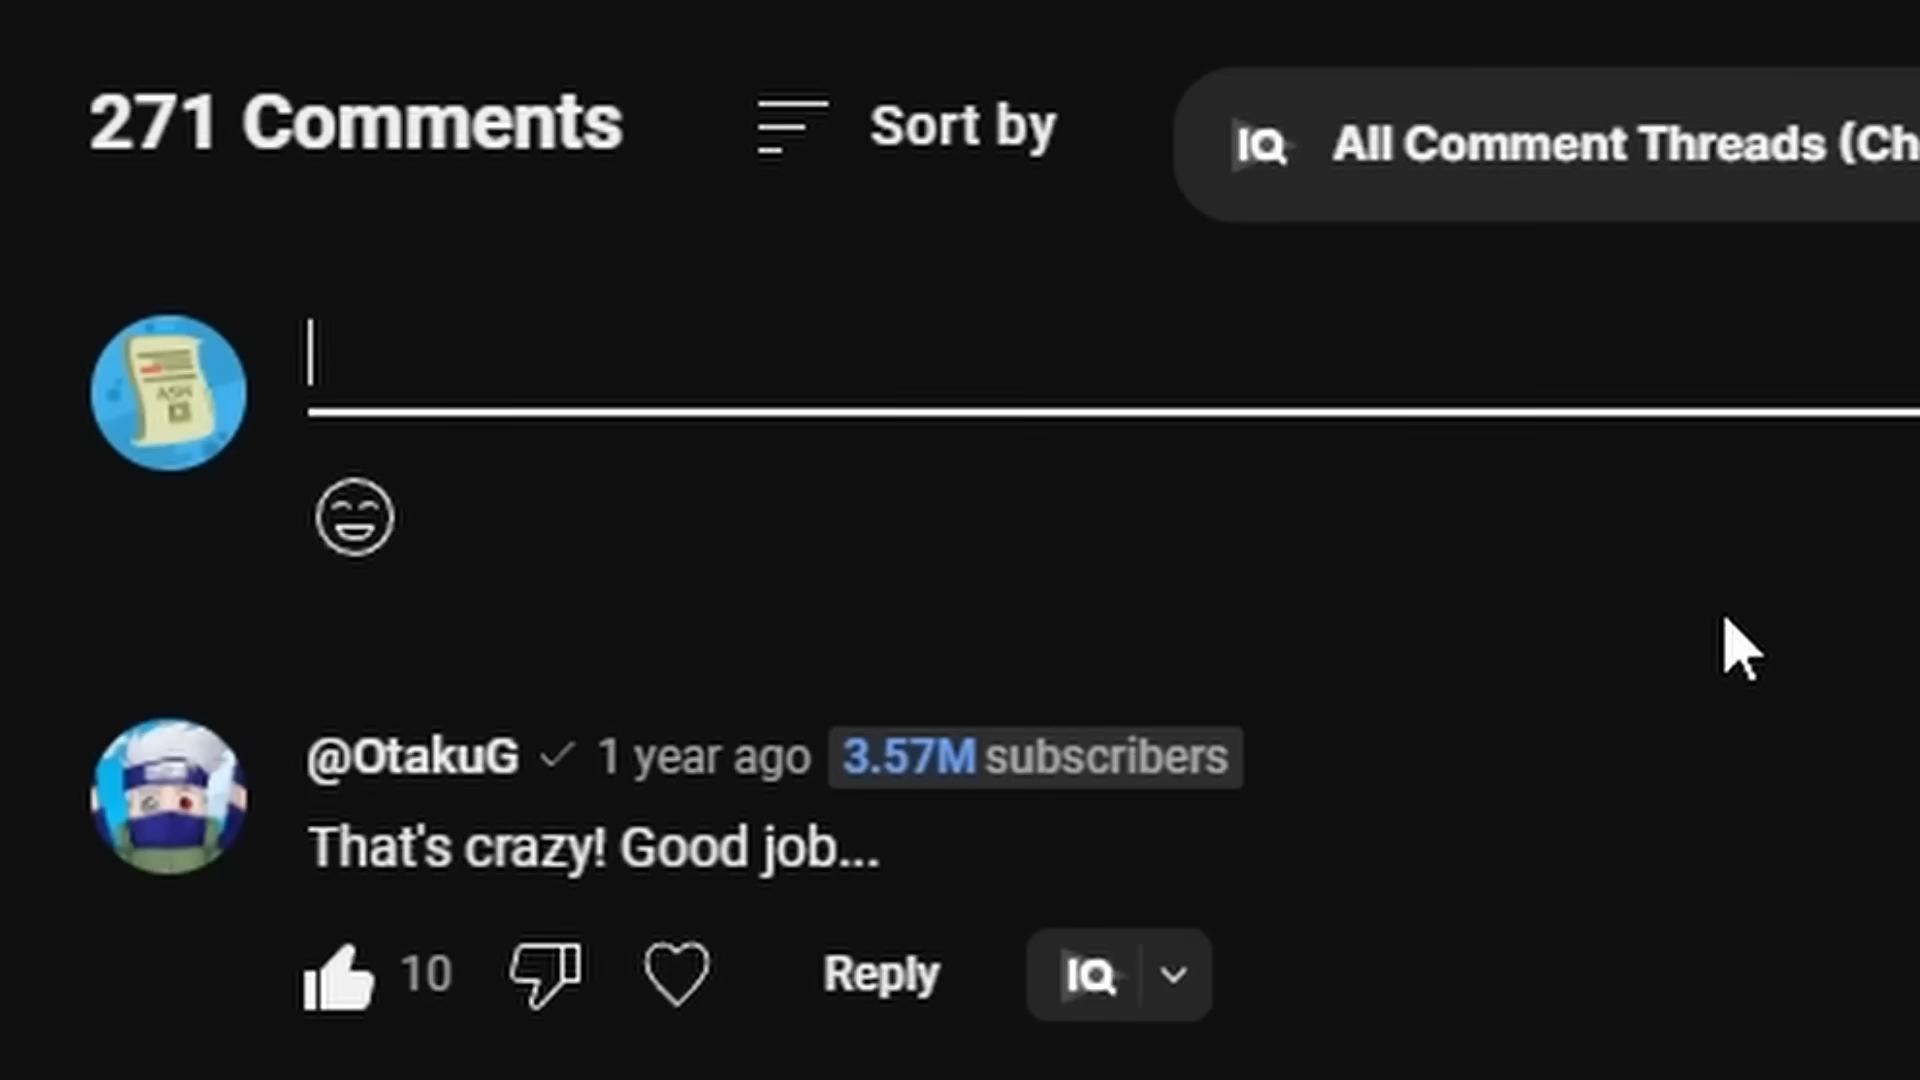 271 Comments
Sort by
IQ All Comment Threads (Ch
@OtakuG 1 year ago 3.57M subscribers
That's crazy! Good job...
10 Reply IQ